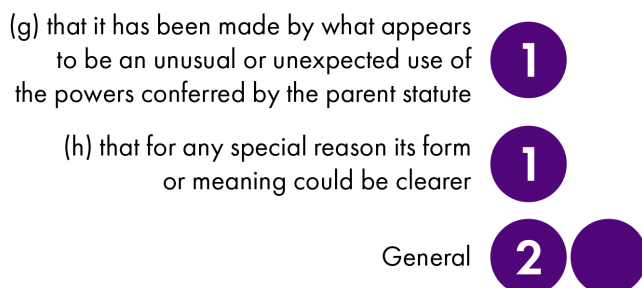 (g) that it has been made by what appears
to be an unusual or unexpected use of
the powers conferred by the parent statute
1
(h) that for any special reason its form
or meaning could be clearer
1
General
2